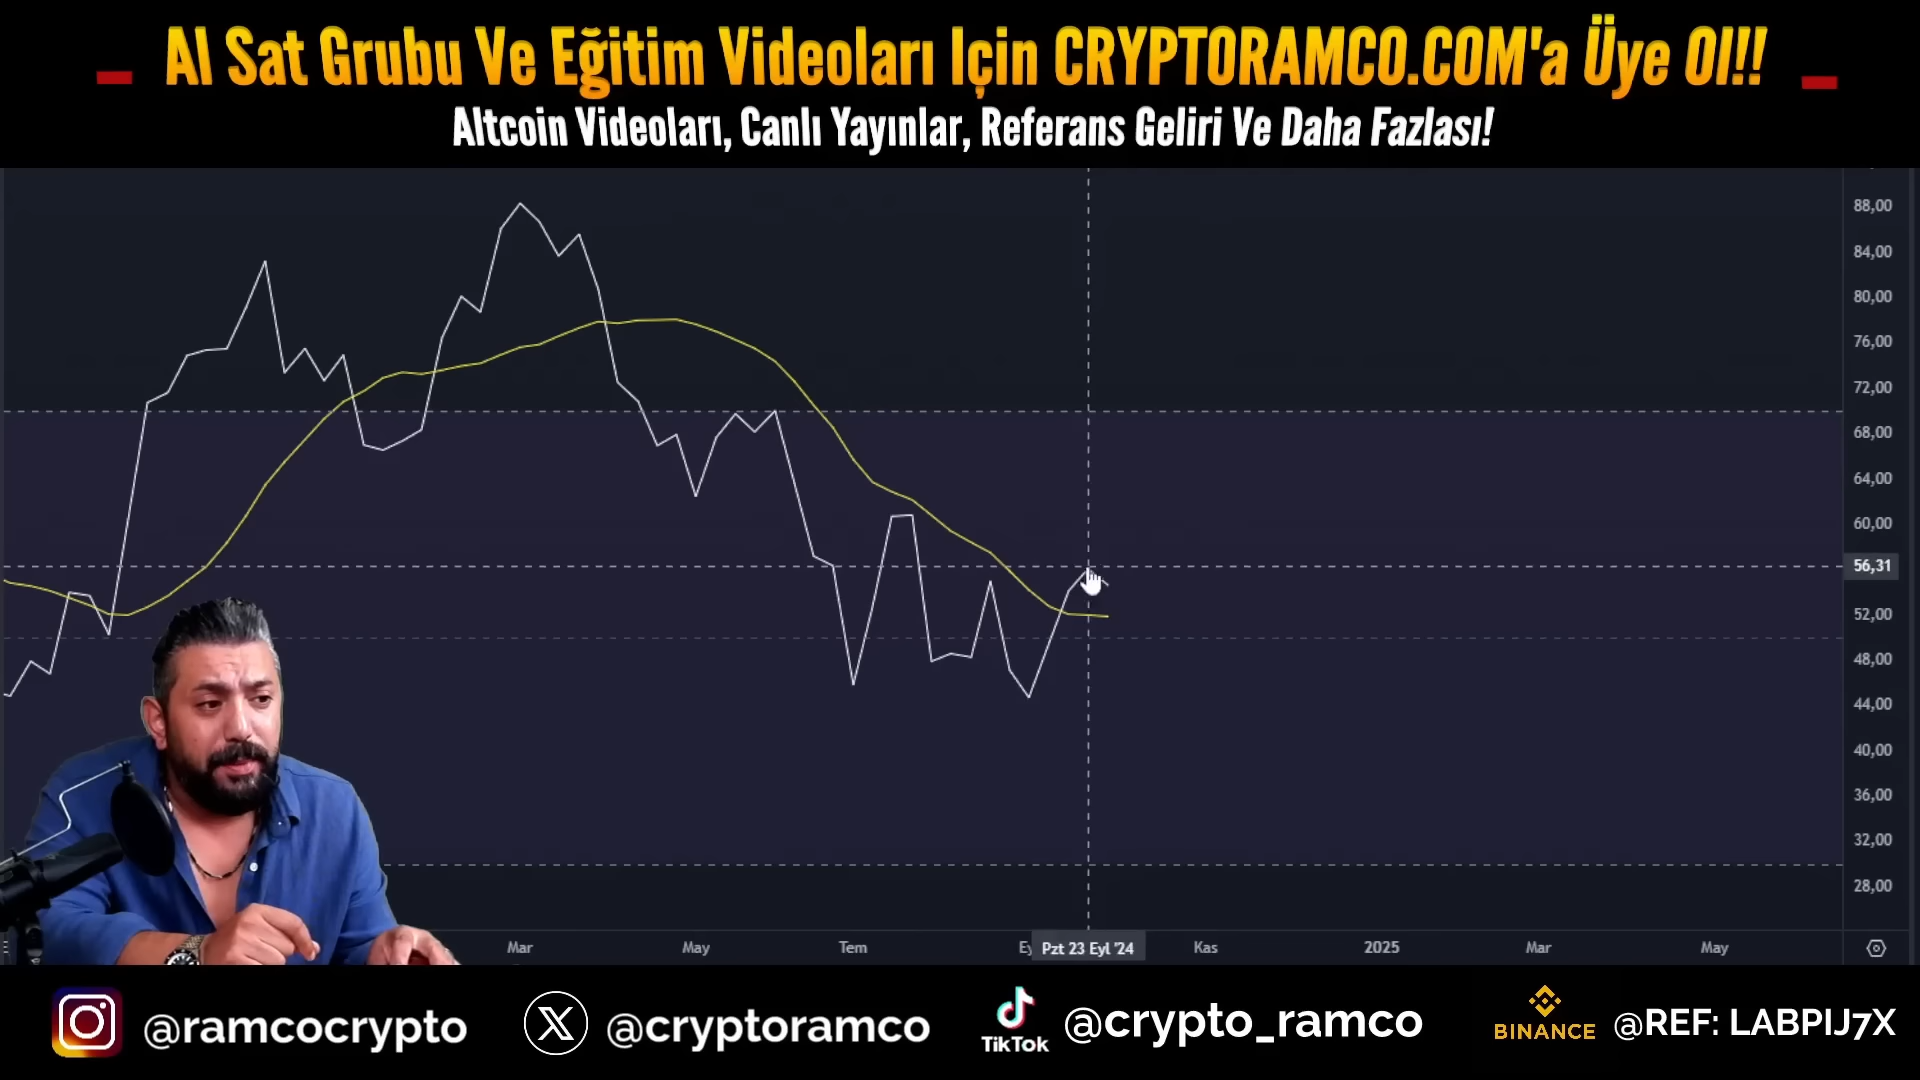 Al Sat Grubu Ve Eğitim Videoları Için CRYPTORAMCO.COM'a Üye Ol!!
Altcoin Videoları, Canlı Yayınlar, Referans Geliri Ve Daha Fazlası!
88,00
84,00
80,00
76,00
72,00
68,00
64,00
60,00
56,31
52,00
48,00
44,00
40,00
36,00
32,00
28,00
Mar
May
Tem
Ey
Pzt 23 Eyl '24
Kas
2025
Mar
May
@ramcocrypto
@cryptoramco
TikTok
@crypto_ramco
BINANCE
@REF: LABPIJ7X